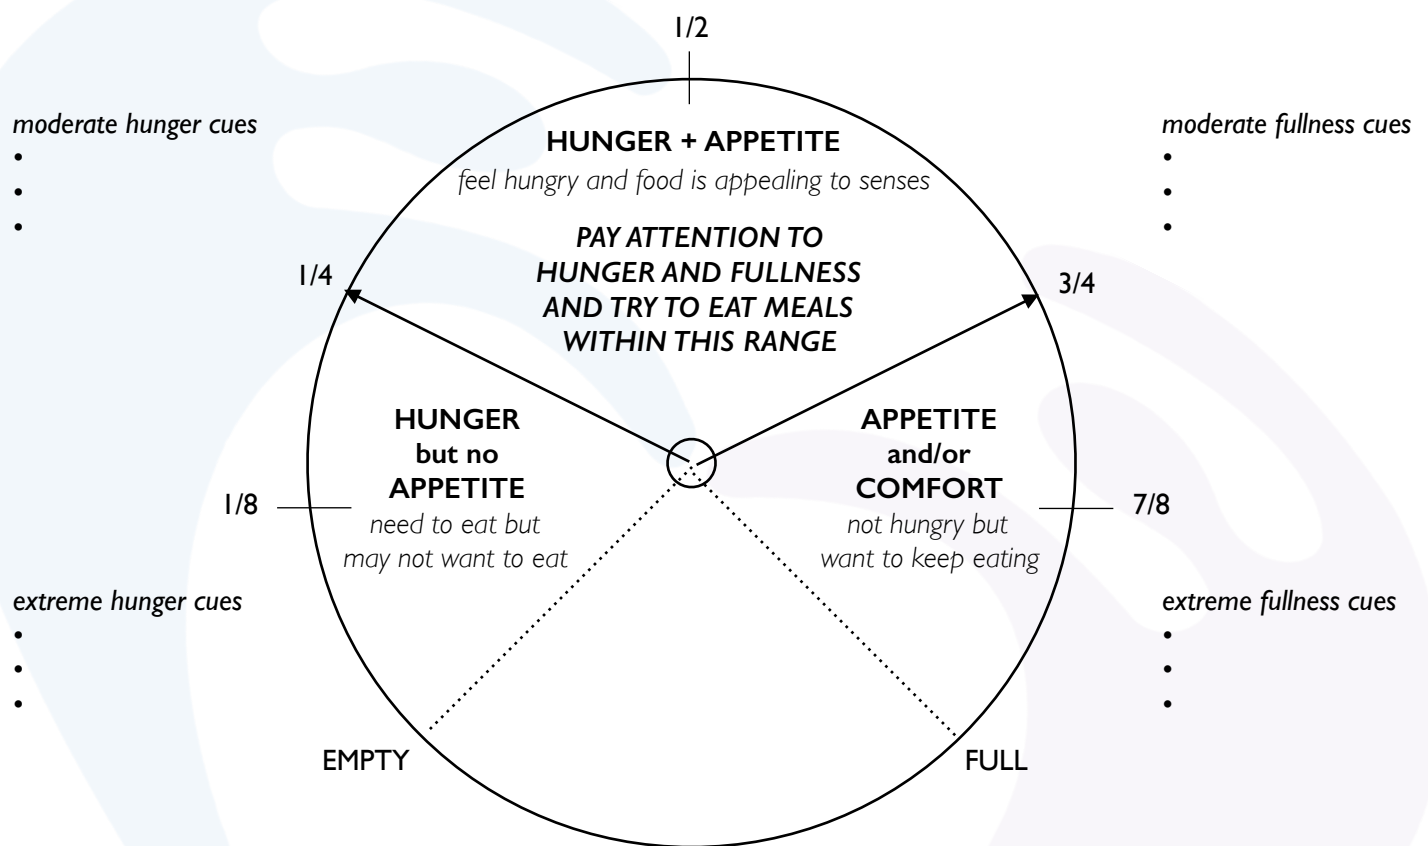 1/2
moderate hunger cues
•
•
•
moderate fullness cues
•
•
•
HUNGER + APPETITE
feel hungry and food is appealing to senses
PAY ATTENTION TO
HUNGER AND FULLNESS
AND TRY TO EAT MEALS
WITHIN THIS RANGE
1/4
3/4
HUNGER
but no
APPETITE
need to eat but
may not want to eat
APPETITE
and/or
COMFORT
not hungry but
want to keep eating
1/8
7/8
extreme hunger cues
•
•
•
extreme fullness cues
•
•
•
EMPTY
FULL